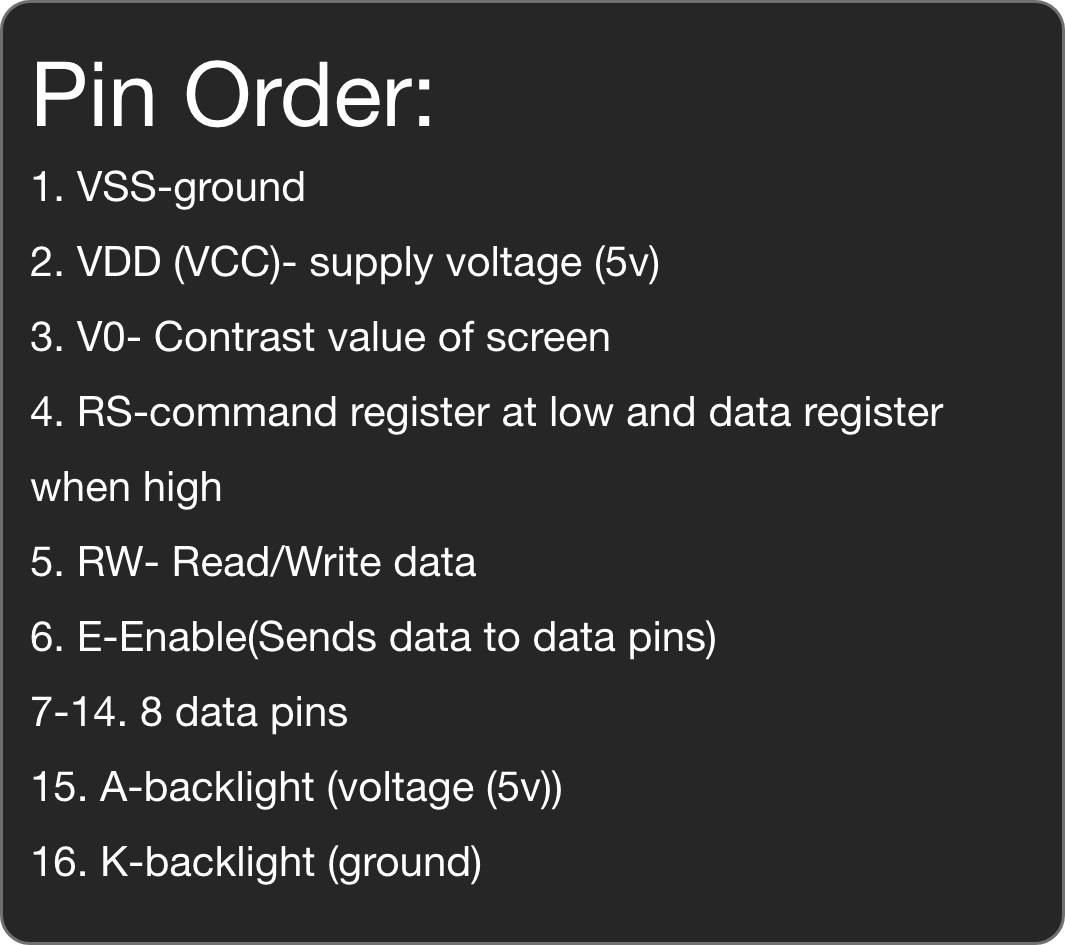 Pin Order:
1. VSS-ground
2. VDD (VCC)- supply voltage (5v)
3. V0- Contrast value of screen
4. RS-command register at low and data register
when high
5. RW- Read/Write data
6. E-Enable(Sends data to data pins)
7-14. 8 data pins
15. A-backlight (voltage (5v))
16. K-backlight (ground)